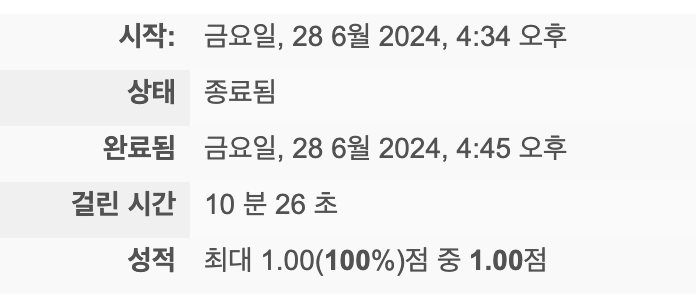 시작: 금요일, 28 6월 2024, 4:34 오후
상태 종료됨
완료됨 금요일, 28 6월 2024, 4:45 오후
걸린 시간 10 분 26 초
성적 최대 1.00(100%)점 중 1.00점